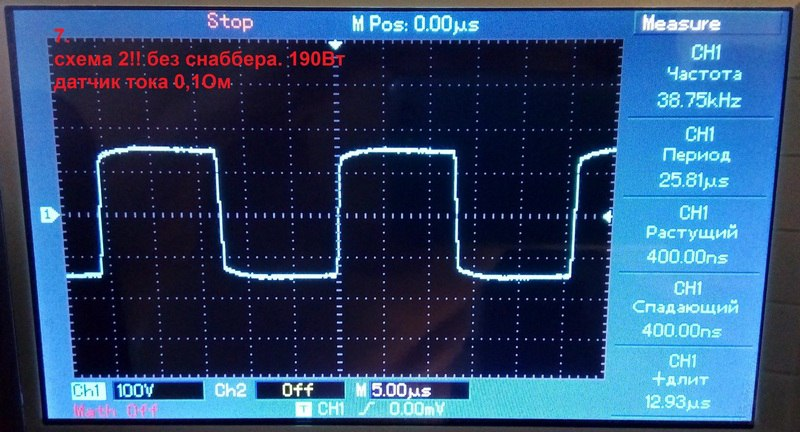 Stop
M Pos: 0.00µs
7.
схема 2!! без снаббера. 190Вт
датчик тока 0,1Ом
1
Measure
CH1
Частота
38.75kHz
CH1
Период
25.81µs
CH1
Растущий
400.00ns
CH1
Спадающий
400.00ns
CH1
+длит
12.93µs
Ch1 100V Ch2 Off M 5.00µs
Math Off T CH1 0.00mV